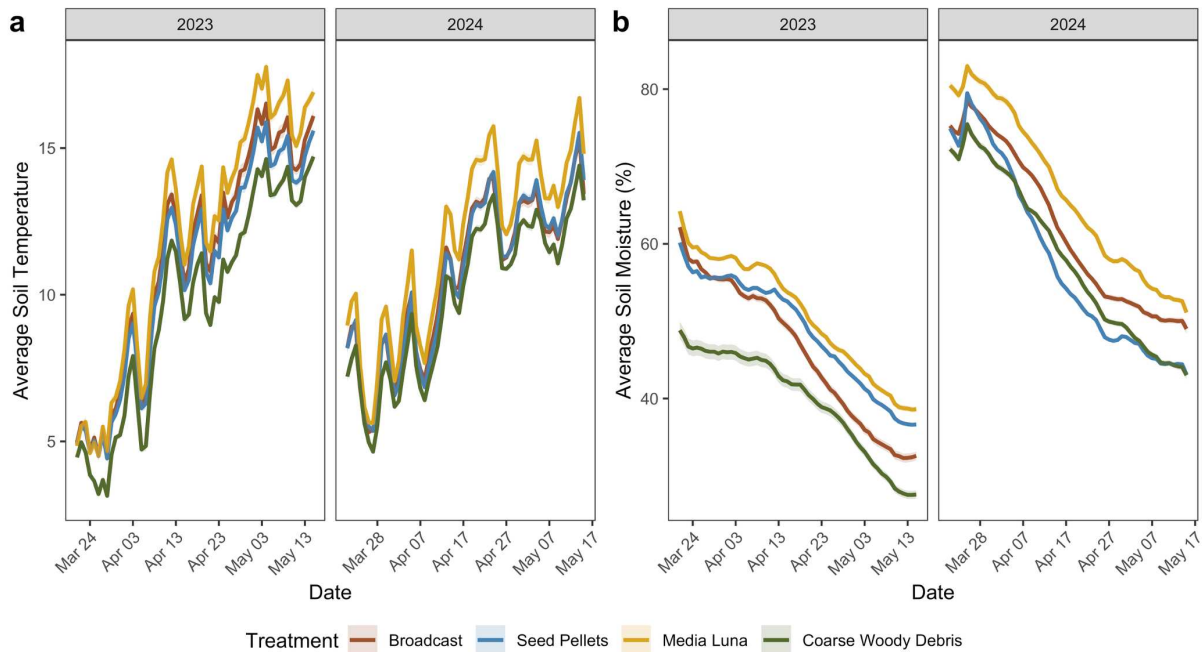 a
2023
2024
Average Soil Temperature
15
10
5
Mar 24
Apr 03
Apr 13
Apr 23
May 03
May 13
Mar 28
Apr 07
Apr 17
Apr 27
May 07
May 17
Date
b
2023
2024
Average Soil Moisture (%)
80
60
40
Mar 24
Apr 03
Apr 13
Apr 23
May 03
May 13
Mar 28
Apr 07
Apr 17
Apr 27
May 07
May 17
Date
Treatment Broadcast Seed Pellets Media Luna Coarse Woody Debris